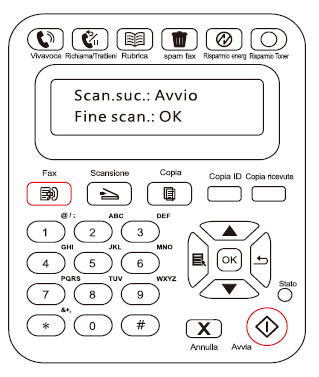 Vivavoce Richiama/Trattieni Rubrica spam fax Risparmio energ Risparmio Toner
Scan.suc.: Avvio
Fine scan.: OK
Fax Scansione Copia Copia ID Copia ricevute
@ / ; ABC DEF
1 2 3
GHI JKL MNO
4 5 6 OK
PQRS TUV WXYZ
7 8 9 Stato
&+,
* 0 # X
Annulla Avvia